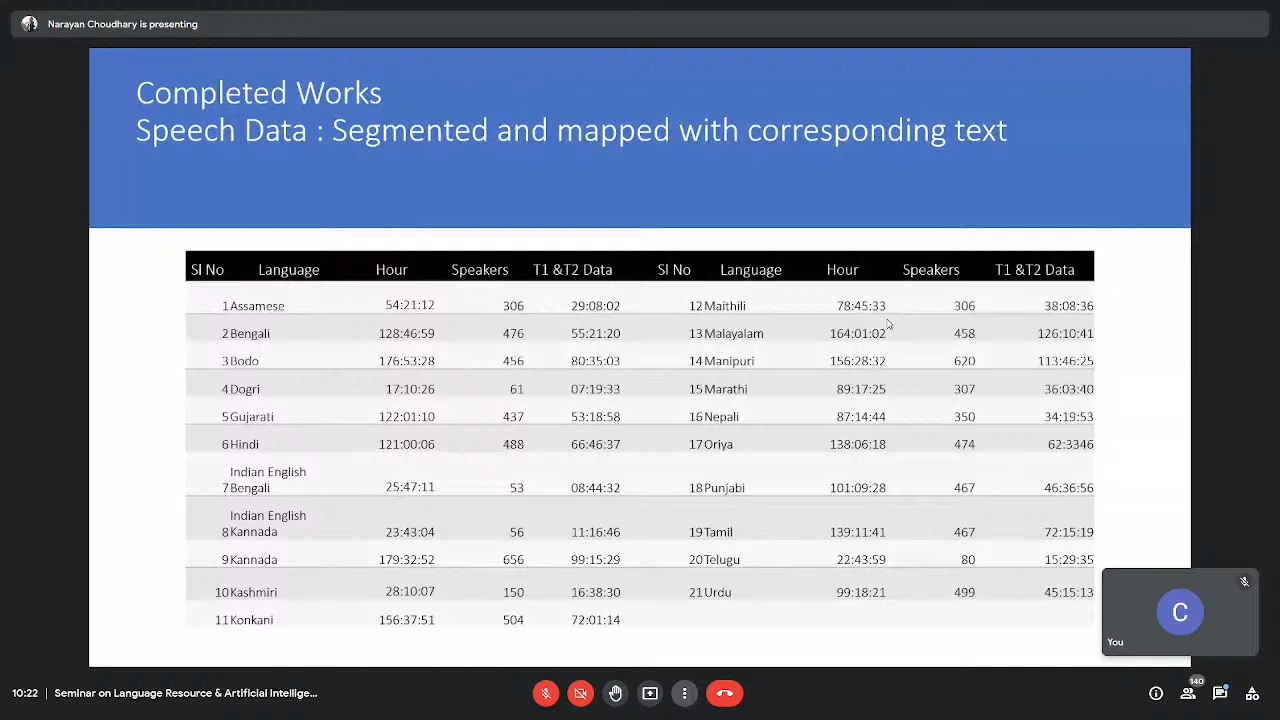 Narayan Choudhary is presenting
Completed Works
Speech Data : Segmented and mapped with corresponding text
Sl No Language Hour Speakers T1 &T2 Data Sl No Language Hour Speakers T1 &T2 Data
1 Assamese 54:21:12 306 29:08:02 12 Maithili 78:45:33 306 38:08:36
2 Bengali 128:46:59 476 55:21:20 13 Malayalam 164:01:02 458 126:10:41
3 Bodo 176:53:28 456 80:35:03 14 Manipuri 156:28:32 620 113:46:25
4 Dogri 17:10:26 61 07:19:33 15 Marathi 89:17:25 307 36:03:40
5 Gujarati 122:01:10 437 53:18:58 16 Nepali 87:14:44 350 34:19:53
6 Hindi 121:00:06 488 66:46:37 17 Oriya 138:06:18 474 62:3346
Indian English
7 Bengali 25:47:11 53 08:44:32 18 Punjabi 101:09:28 467 46:36:56
Indian English
8 Kannada 23:43:04 56 11:16:46 19 Tamil 139:11:41 467 72:15:19
9 Kannada 179:32:52 656 99:15:29 20 Telugu 22:43:59 80 15:29:35
10 Kashmiri 28:10:07 150 16:38:30 21 Urdu 99:18:21 499 45:15:13
11 Konkani 156:37:51 504 72:01:14
C
You
10:22 | Seminar on Language Resource & Artificial Intellige...
140